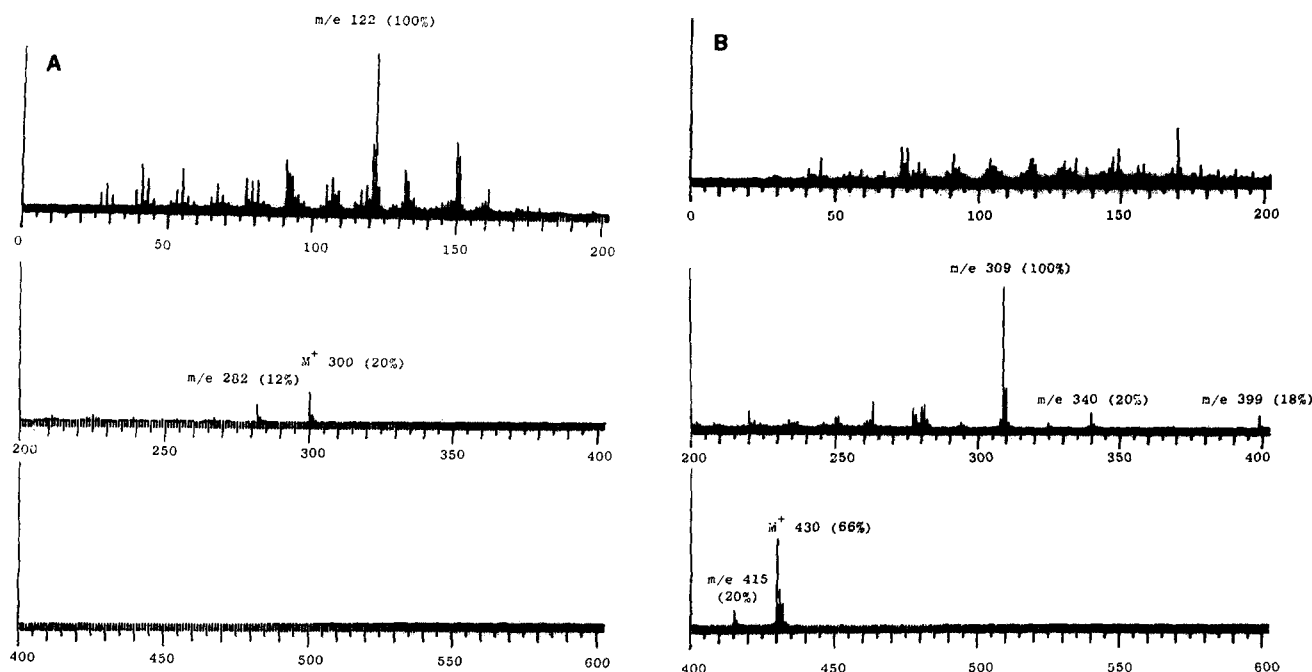 A
m/e 122 (100%)
0 50 100 150 200
m/e 282 (12%)
M+ 300 (20%)
200 250 300 350 400
400 450 500 550 600
B
0 50 100 150 200
m/e 309 (100%)
m/e 340 (20%)
m/e 399 (18%)
200 250 300 350 400
M+ 430 (66%)
m/e 415
(20%)
400 450 500 550 600